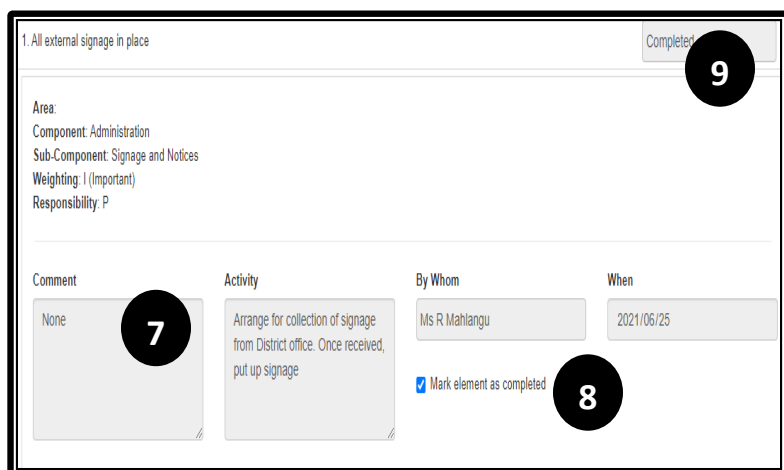 1. All external signage in place
Completed
9
Area:
Component: Administration
Sub-Component: Signage and Notices
Weighting: I (Important)
Responsibility: P
Comment
Activity
By Whom
When
None
7
Arrange for collection of signage
from District office. Once received,
put up signage
Ms R Mahlangu
2021/06/25
Mark element as completed
8